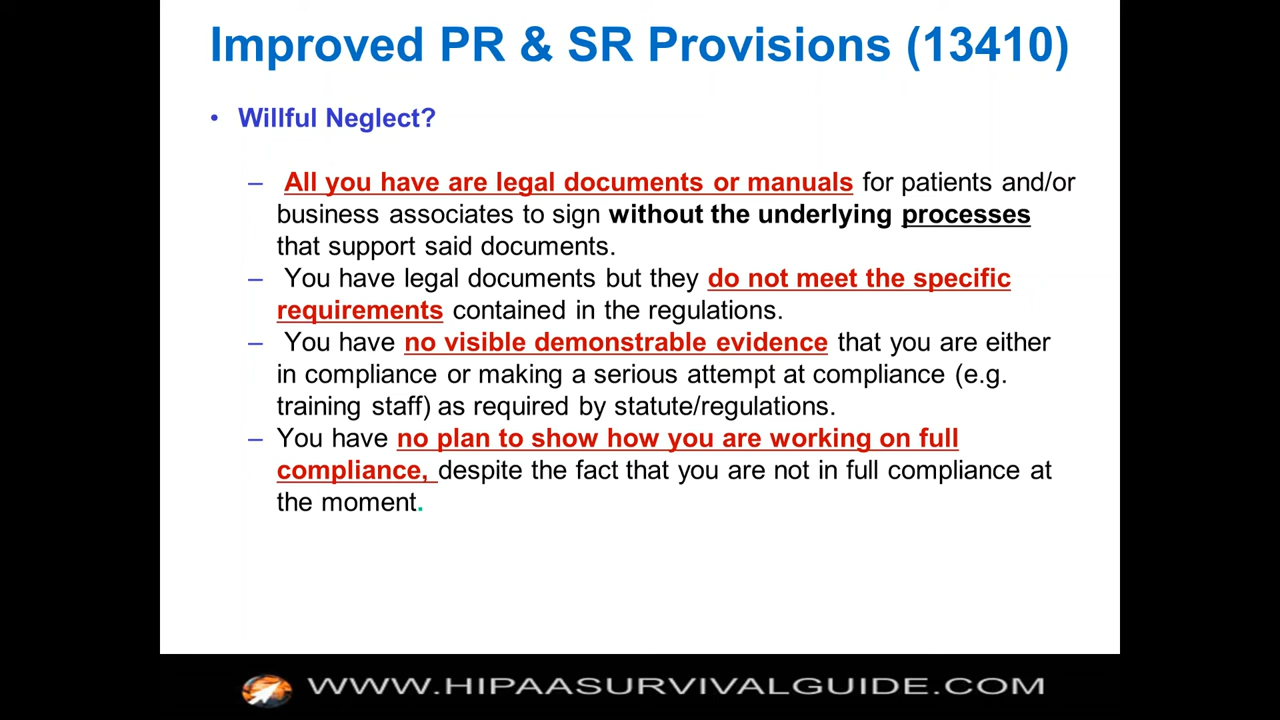 Improved PR & SR Provisions (13410)
• Willful Neglect?
– All you have are legal documents or manuals for patients and/or
business associates to sign without the underlying processes
that support said documents.
– You have legal documents but they do not meet the specific
requirements contained in the regulations.
– You have no visible demonstrable evidence that you are either
in compliance or making a serious attempt at compliance (e.g.
training staff) as required by statute/regulations.
– You have no plan to show how you are working on full
compliance, despite the fact that you are not in full compliance at
the moment.
WWW.HIPAASURVIVALGUIDE.COM